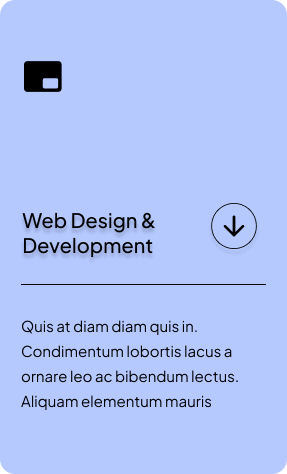 Web Design &
Development
Quis at diam diam quis in.
Condimentum lobortis lacus a
ornare leo ac bibendum lectus.
Aliquam elementum mauris